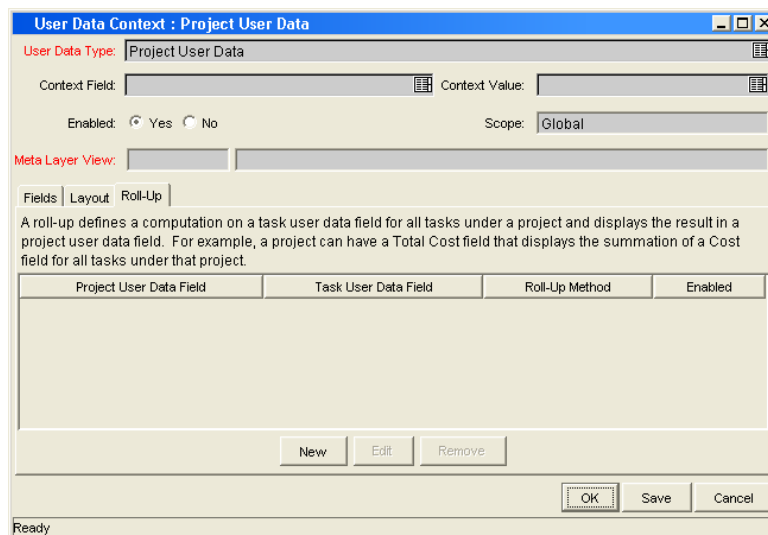 User Data Context : Project User Data
User Data Type: Project User Data
Context Field: Context Value:
Enabled: Yes No Scope: Global
Meta Layer View:
Fields Layout Roll-Up
A roll-up defines a computation on a task user data field for all tasks under a project and displays the result in a
project user data field. For example, a project can have a Total Cost field that displays the summation of a Cost
field for all tasks under that project.
Project User Data Field Task User Data Field Roll-Up Method Enabled
New Edit Remove
OK Save Cancel
Ready